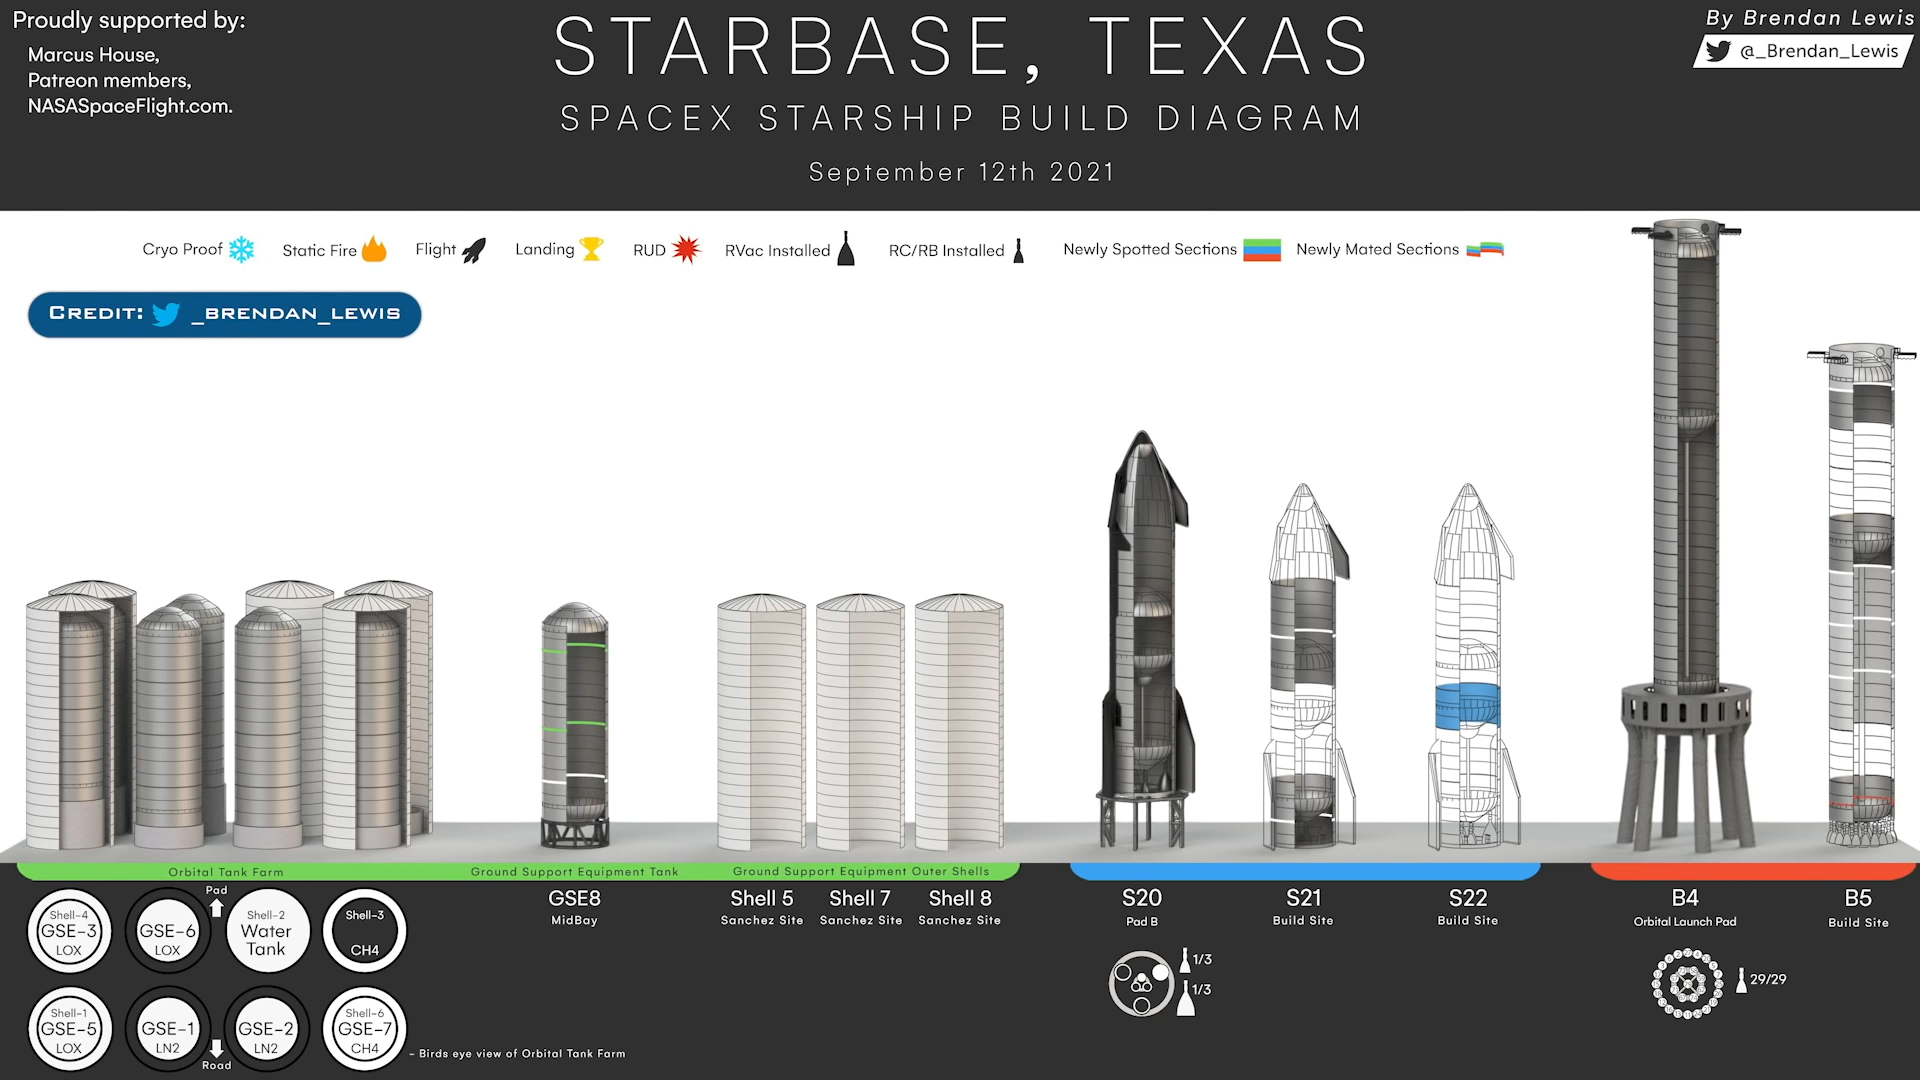 Proudly supported by:
Marcus House,
Patreon members,
NASASpaceFlight.com.
STARBASE, TEXAS
SPACEX STARSHIP BUILD DIAGRAM
September 12th 2021
By Brendan Lewis
@_Brendan_Lewis
Cryo Proof
Static Fire
Flight
Landing
RUD
RVac Installed
RC/RB Installed
Newly Spotted Sections
Newly Mated Sections
Credit: _brendan_lewis
Orbital Tank Farm
Ground Support Equipment Tank
Ground Support Equipment Outer Shells
GSE8
MidBay
Shell 5
Sanchez Site
Shell 7
Sanchez Site
Shell 8
Sanchez Site
S20
Pad B
1/3
1/3
S21
Build Site
S22
Build Site
B4
Orbital Launch Pad
29/29
B5
Build Site
Pad
Shell-4
GSE-3
LOX
GSE-6
LOX
Shell-2
Water
Tank
Shell-3
CH4
Shell-1
GSE-5
LOX
GSE-1
LN2
GSE-2
LN2
Shell-6
GSE-7
CH4
Road
- Birds eye view of Orbital Tank Farm